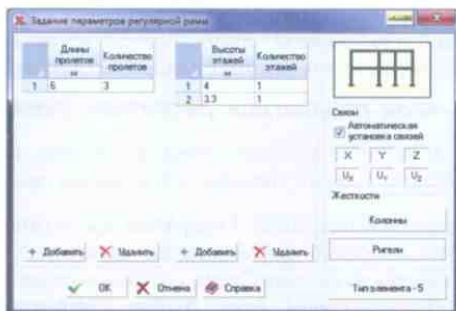 Задание параметров регулярной рамы
Длины пролетов
Количество пролетов
м
1 6 3
Высоты этажей
Количество этажей
м
1 4 1
2 3.3 1
Связи
Автоматическая установка связей
X Y Z
Ux Uy Uz
Жесткости
Колонны
Ригели
Добавить Удалить Добавить Удалить
OK Отмена Справка
Тип элемента - 5